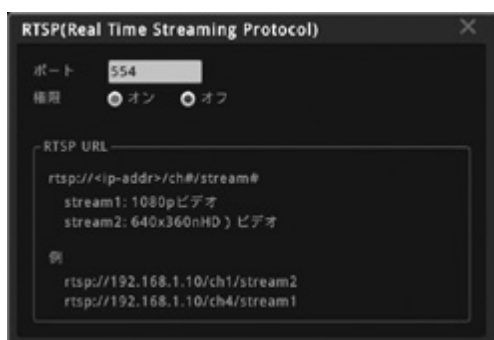 RTSP(Real Time Streaming Protocol)
ポート 554
権限 オン オフ
RTSP URL
rtsp://<ip-addr>/ch#/stream#
stream1: 1080pビデオ
stream2: 640x360nHD ) ビデオ
例
rtsp://192.168.1.10/ch1/stream2
rtsp://192.168.1.10/ch4/stream1